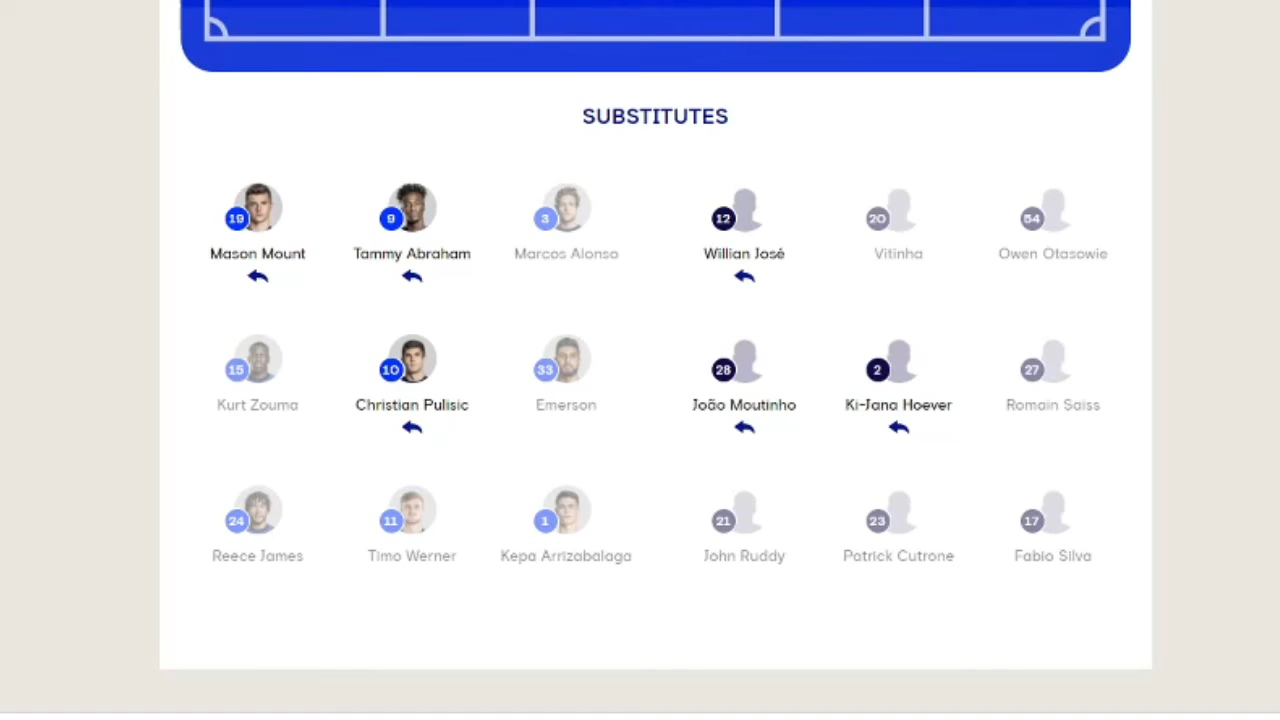 SUBSTITUTES
19 9 3 12 20 54
Mason Mount Tammy Abraham Marcos Alonso Willian José Vitinha Owen Otasowie
15 10 33 28 2 27
Kurt Zouma Christian Pulisic Emerson João Moutinho Ki-Jana Hoever Romain Saiss
24 11 1 21 23 17
Reece James Timo Werner Kepa Arrizabalaga John Ruddy Patrick Cutrone Fabio Silva